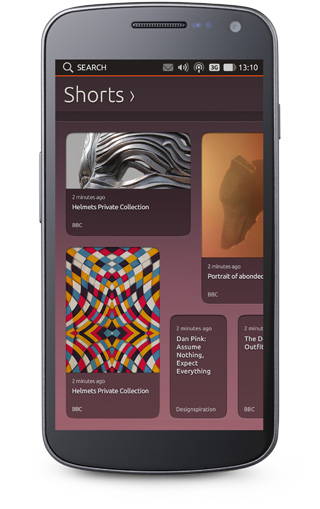 SEARCH
3G
13:10
Shorts ›
2 minutes ago
Helmets Private Collection
BBC
2 minutes ago
Portrait of abonded
BBC
2 minutes ago
Helmets Private Collection
BBC
2 minutes ago
Dan Pink:
Assume
Nothing,
Expect
Everything
Designspiration
2 minutes ago
The D
Outfit
BBC